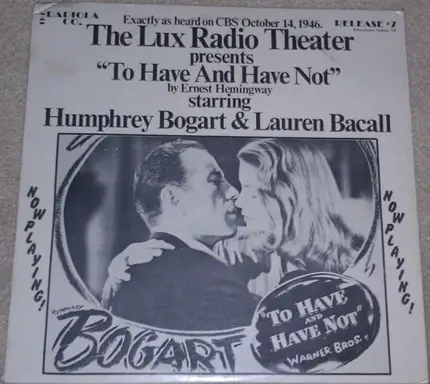 RADIOLA
CO.
Exactly as heard on CBS October 14, 1946.
RELEASE #7
The Lux Radio Theater
presents
"To Have And Have Not"
by Ernest Hemingway
starring
Humphrey Bogart & Lauren Bacall
NOW PLAYING!
NOW PLAYING!
HUMPHREY
BOGART
"TO HAVE
AND
HAVE NOT"
WARNER BROS.